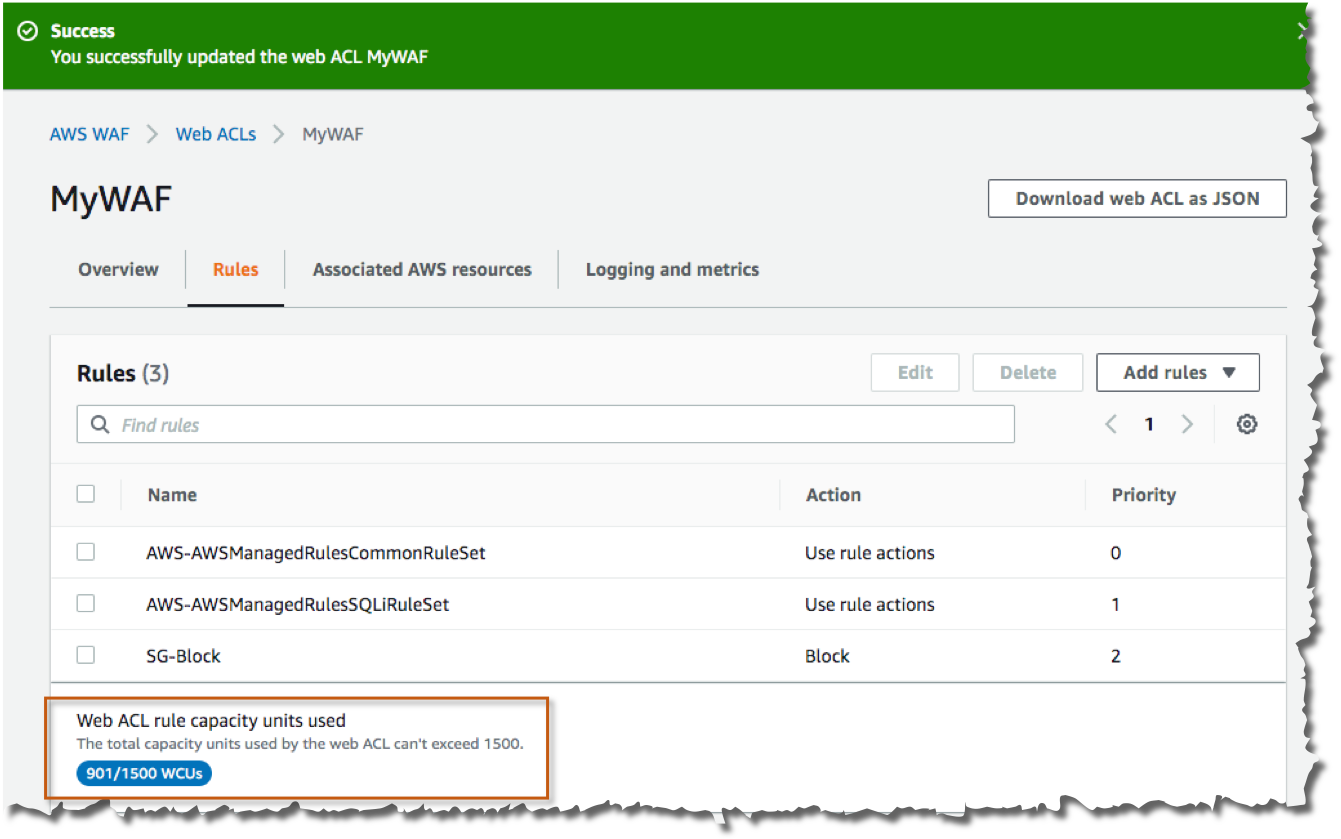 Success
You successfully updated the web ACL MyWAF
AWS WAF > Web ACLs > MyWAF
MyWAF
Download web ACL as JSON
Overview Rules Associated AWS resources Logging and metrics
Rules (3) Edit Delete Add rules
Find rules 1
Name Action Priority
AWS-AWSManagedRulesCommonRuleSet Use rule actions 0
AWS-AWSManagedRulesSQLiRuleSet Use rule actions 1
SG-Block Block 2
Web ACL rule capacity units used
The total capacity units used by the web ACL can't exceed 1500.
901/1500 WCUs